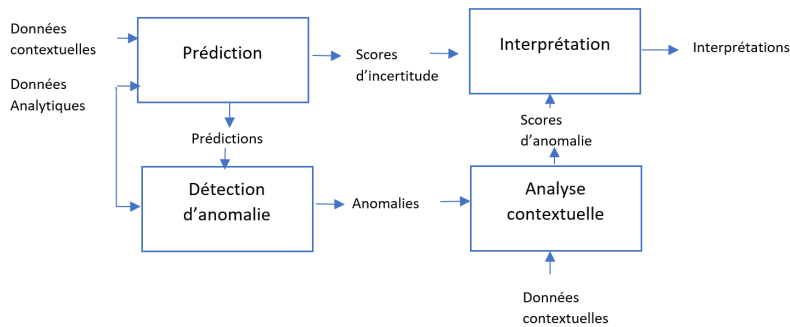 Données
contextuelles
Données
Analytiques
Prédiction
Scores
d'incertitude
Interprétation
Interprétations
Prédictions
Scores
d'anomalie
Détection
d'anomalie
Anomalies
Analyse
contextuelle
Données
contextuelles